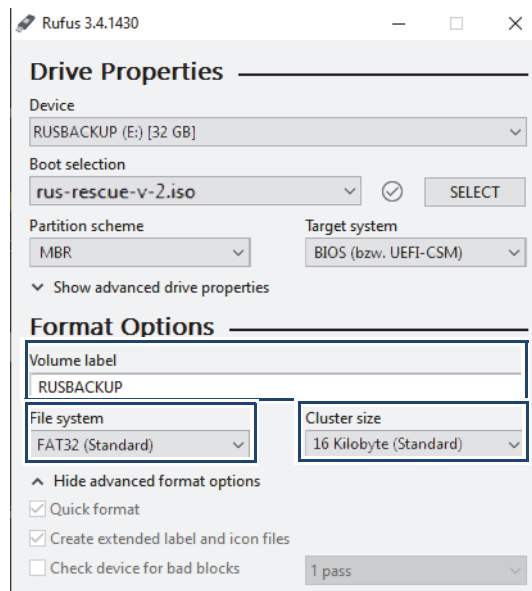 Rufus 3.4.1430
Drive Properties
Device
RUSBACKUP (E:) [32 GB]
Boot selection
rus-rescue-v-2.iso SELECT
Partition scheme Target system
MBR BIOS (bzw. UEFI-CSM)
Show advanced drive properties
Format Options
Volume label
RUSBACKUP
File system Cluster size
FAT32 (Standard) 16 Kilobyte (Standard)
Hide advanced format options
Quick format
Create extended label and icon files
Check device for bad blocks 1 pass